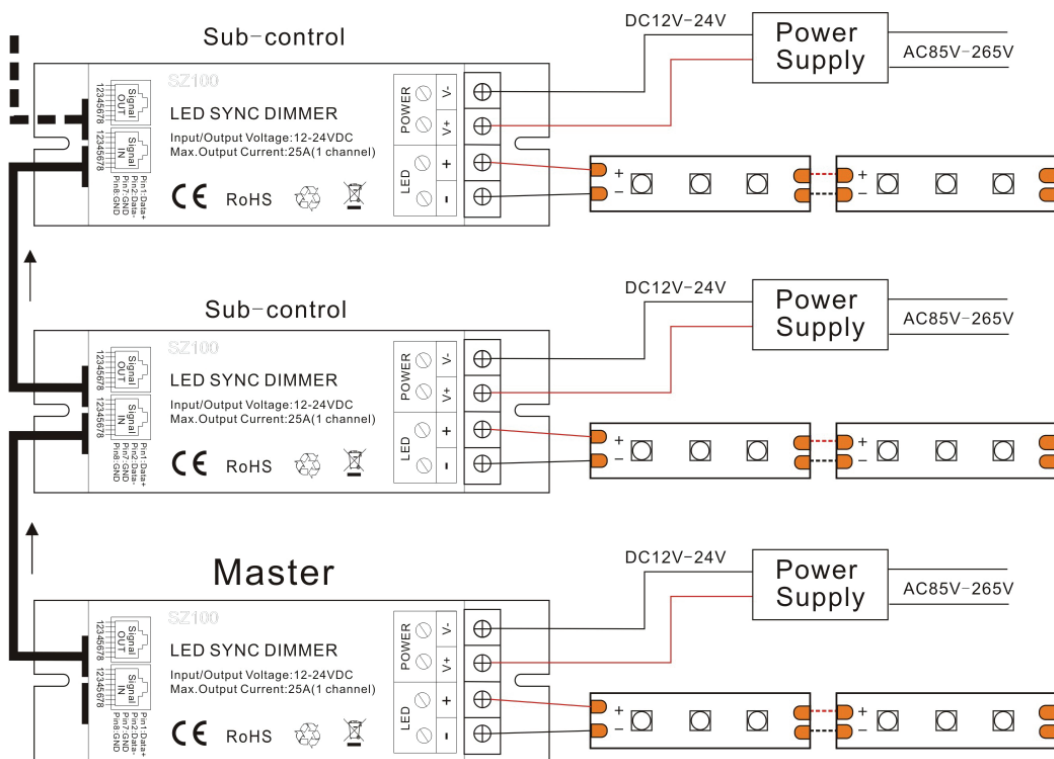 Sub-control
DC12V-24V
Power
Supply
AC85V-265V
SZ100
12345678
Signal
OUT
12345678
Signal
IN
Pin1:Data+
Pin2:Data-
Pin7:GND
Pin8:GND
LED SYNC DIMMER
Input/Output Voltage:12-24VDC
Max.Output Current:25A(1 channel)
CE RoHS
POWER
V-
V+
LED
+
-
+
-
+
-
Sub-control
DC12V-24V
Power
Supply
AC85V-265V
SZ100
12345678
Signal
OUT
12345678
Signal
IN
Pin1:Data+
Pin2:Data-
Pin7:GND
Pin8:GND
LED SYNC DIMMER
Input/Output Voltage:12-24VDC
Max.Output Current:25A(1 channel)
CE RoHS
POWER
V-
V+
LED
+
-
+
-
+
-
Master
DC12V-24V
Power
Supply
AC85V-265V
SZ100
12345678
Signal
OUT
12345678
Signal
IN
Pin1:Data+
Pin2:Data-
Pin7:GND
Pin8:GND
LED SYNC DIMMER
Input/Output Voltage:12-24VDC
Max.Output Current:25A(1 channel)
CE RoHS
POWER
V-
V+
LED
+
-
+
-
+
-